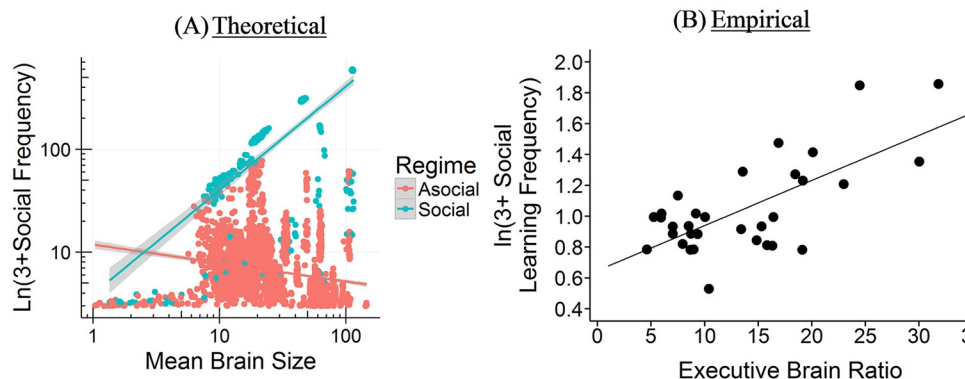 (A) Theoretical
Ln(3+Social Frequency)
100
10
1
10
100
Mean Brain Size
Regime
Asocial
Social
(B) Empirical
ln(3+ Social
Learning Frequency)
2.0
1.8
1.6
1.4
1.2
1.0
0.8
0.6
0.4
0
5
10
15
20
25
30
3
Executive Brain Ratio